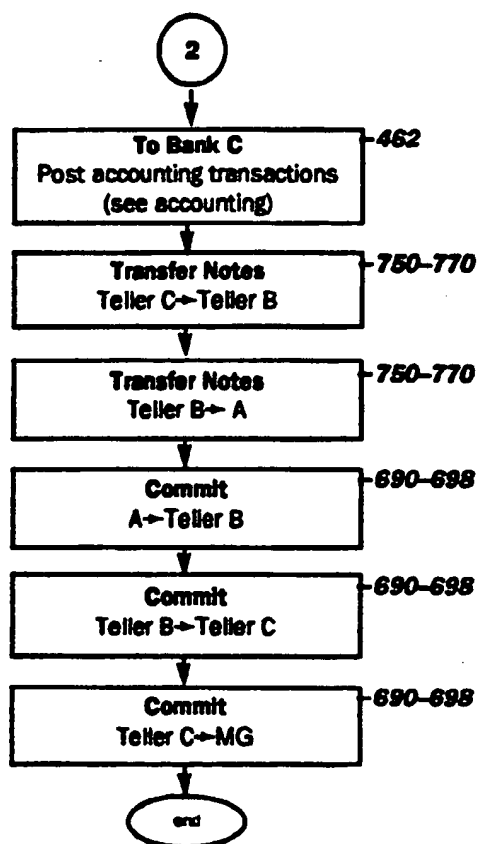 2
To Bank C
Post accounting transactions
(see accounting)
462
Transfer Notes
Teller C→Teller B
750–770
Transfer Notes
Teller B→ A
750–770
Commit
A→Teller B
690–698
Commit
Teller B→Teller C
690–698
Commit
Teller C→MG
690–698
end